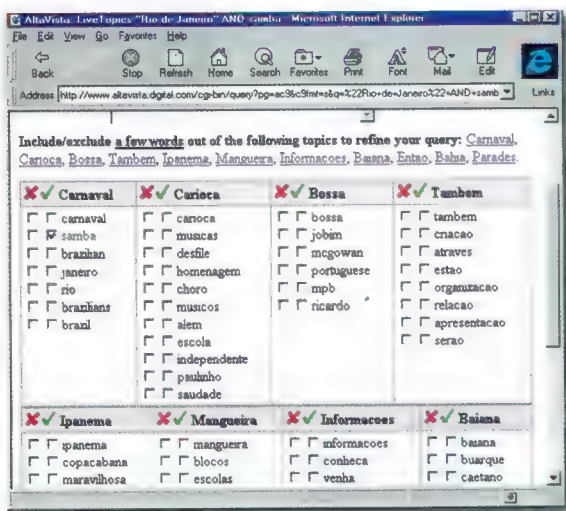 AltaVista: LiveTopics "Rio de Janeiro" AND samba - Microsoft Internet Explorer
File Edit View Go Favorites Help
Back Stop Refresh Home Search Favorites Print Font Mail Edit
Address http://www.altavista.digital.com/cgi-bin/query?pg=ac9&c9fmt=s&q=%22Rio+de+Janeiro%22+AND+samb Links
Include/exclude a few words out of the following topics to refine your query: Carnaval,
Carioca, Bossa, Tambem, Ipanema, Mangueira, Informacoes, Baiana, Entao, Bahia, Parades.
Carnaval Carioca Bossa Tambem
carnaval carioca bossa tambem
samba musicas jobim criacao
brazilian desfile mcgowan atraves
janeiro homenagem portuguese estao
rio choro mpb organizacao
brazilians musicos ricardo relacao
brazil alem apresentacao
escola serao
independente
paulinho
saudade
Ipanema Mangueira Informacoes Baiana
ipanema mangueira informacoes baiana
copacabana blocos conheca buarque
maravilhosa escolas venha caetano